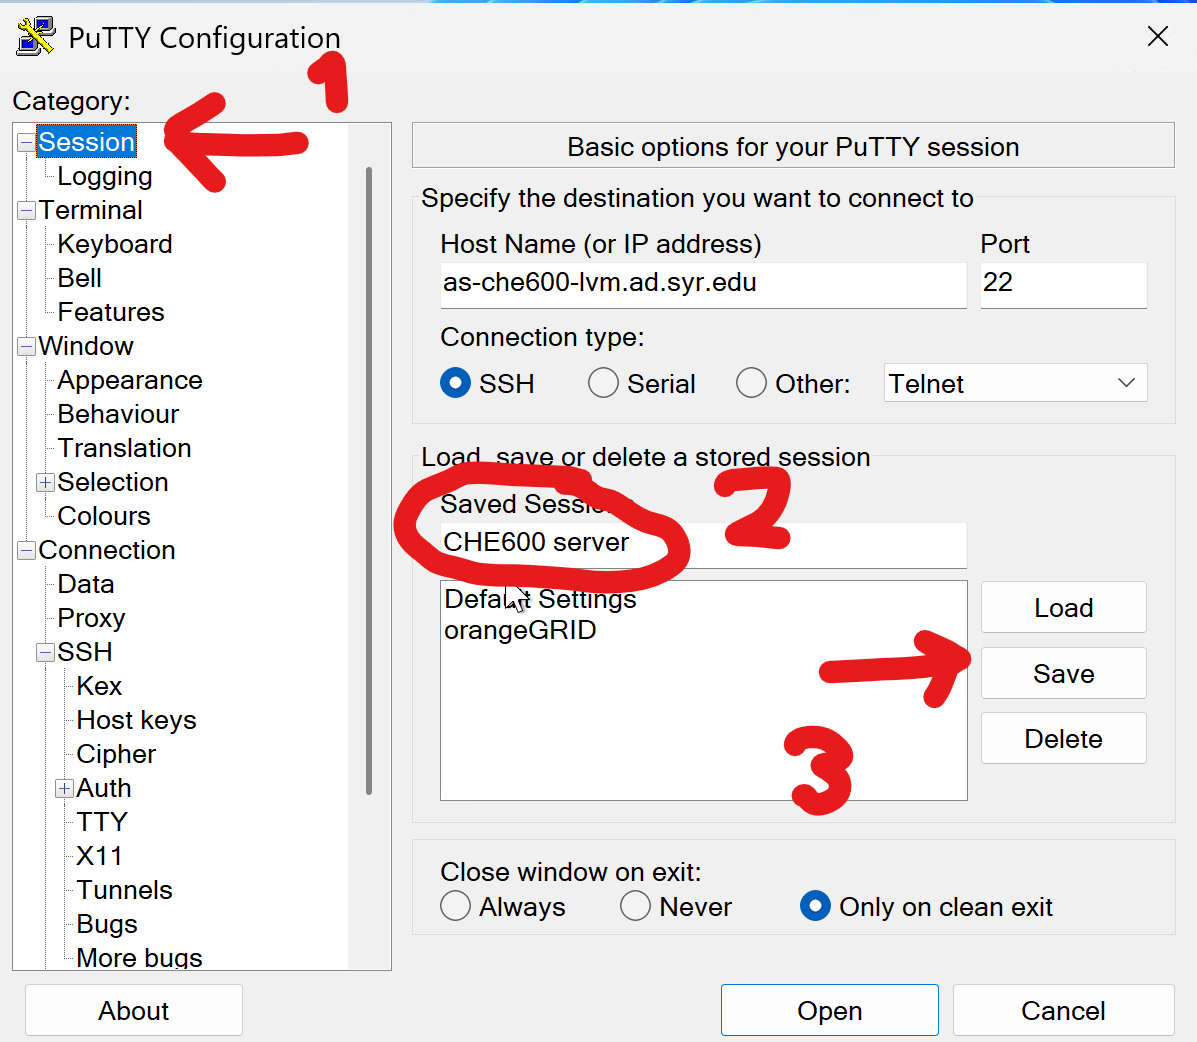 PuTTY Configuration
1
Category:
Session
Logging
Terminal
Keyboard
Bell
Features
Window
Appearance
Behaviour
Translation
Selection
Colours
Connection
Data
Proxy
SSH
Kex
Host keys
Cipher
Auth
TTY
X11
Tunnels
Bugs
More bugs
Basic options for your PuTTY session
Specify the destination you want to connect to
Host Name (or IP address) Port
as-che600-lvm.ad.syr.edu 22
Connection type:
SSH Serial Other: Telnet
Load, save or delete a stored session
Saved Sessions 2
CHE600 server
Default Settings
orangeGRID
Load
Save
Delete
3
Close window on exit:
Always Never Only on clean exit
About Open Cancel